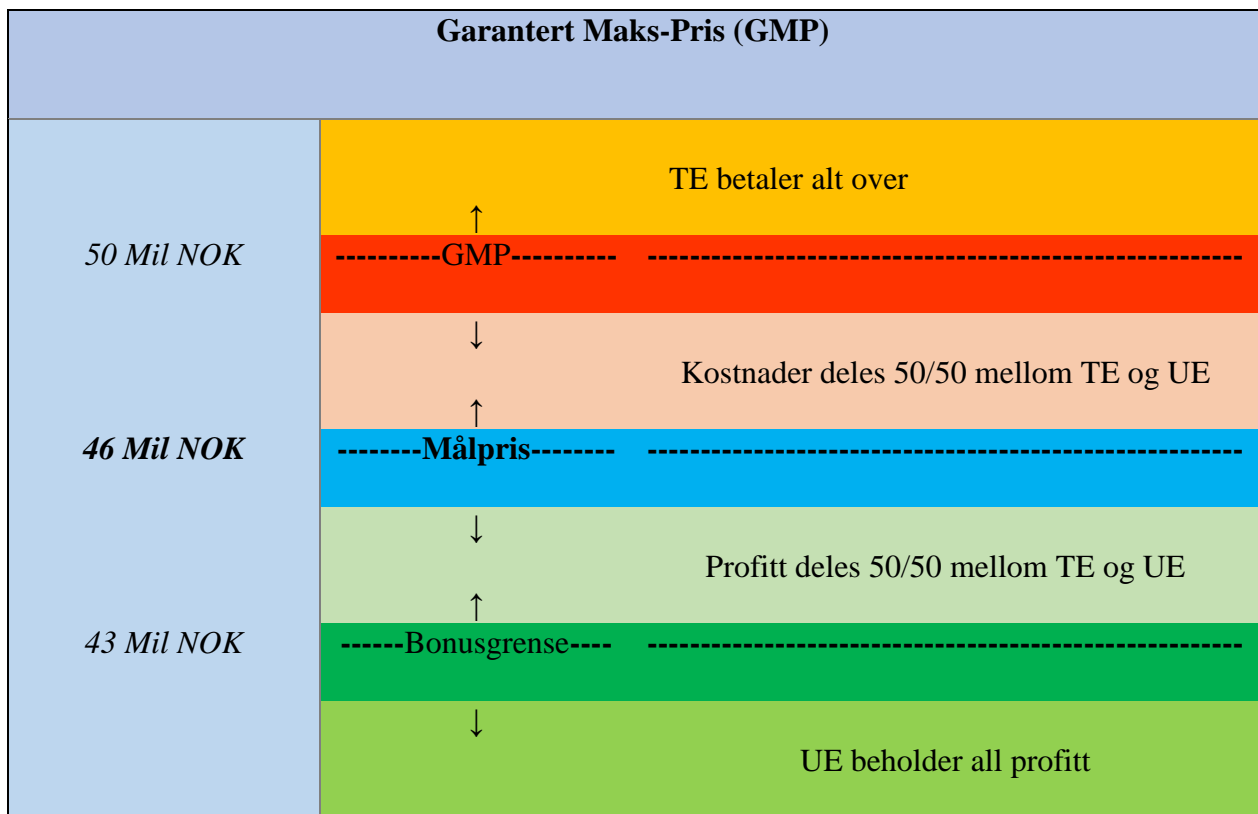 Garantert Maks-Pris (GMP)
TE betaler alt over
↑
50 Mil NOK ----------GMP---------- ------------------------------------------------------
↓
Kostnader deles 50/50 mellom TE og UE
↑
46 Mil NOK --------Målpris-------- ------------------------------------------------------
↓
Profitt deles 50/50 mellom TE og UE
↑
43 Mil NOK ------Bonusgrense---- ------------------------------------------------------
↓
UE beholder all profitt